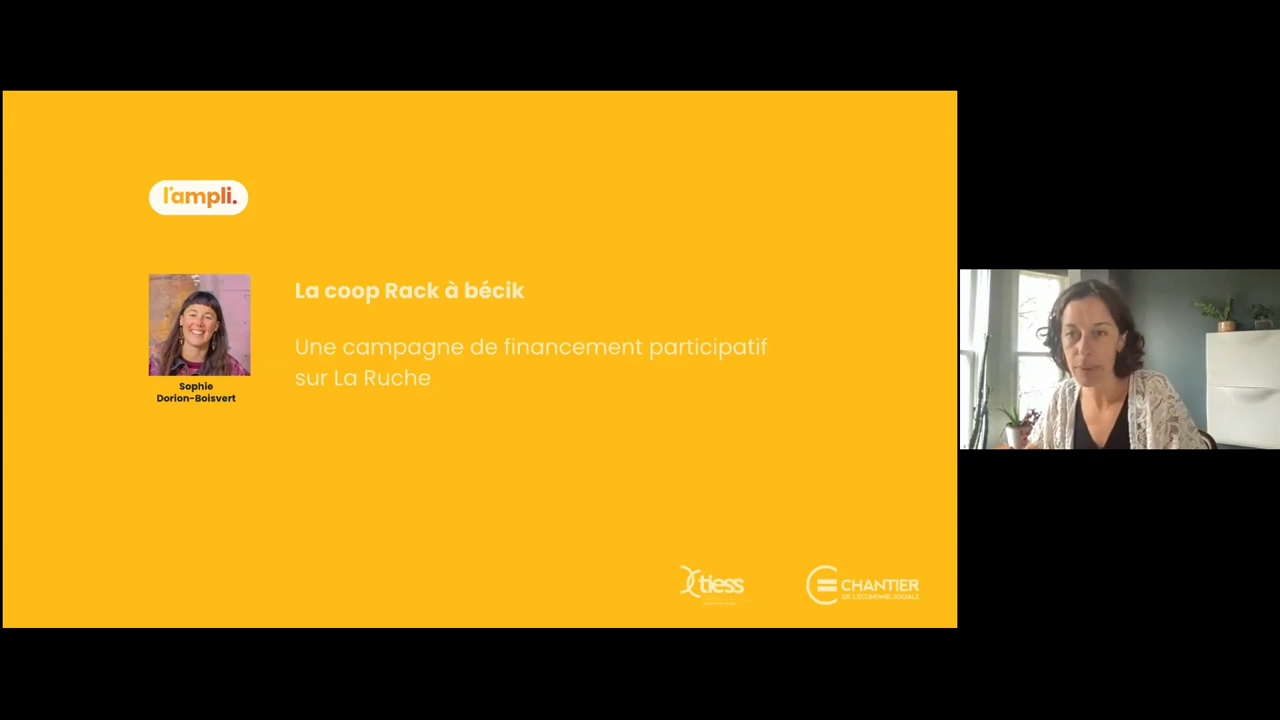 l'ampli.
La coop Rack à bécik
Une campagne de financement participatif
sur La Ruche
Sophie
Dorion-Boisvert
tiess
CHANTIER
DE L'ÉCONOMIE SOCIALE